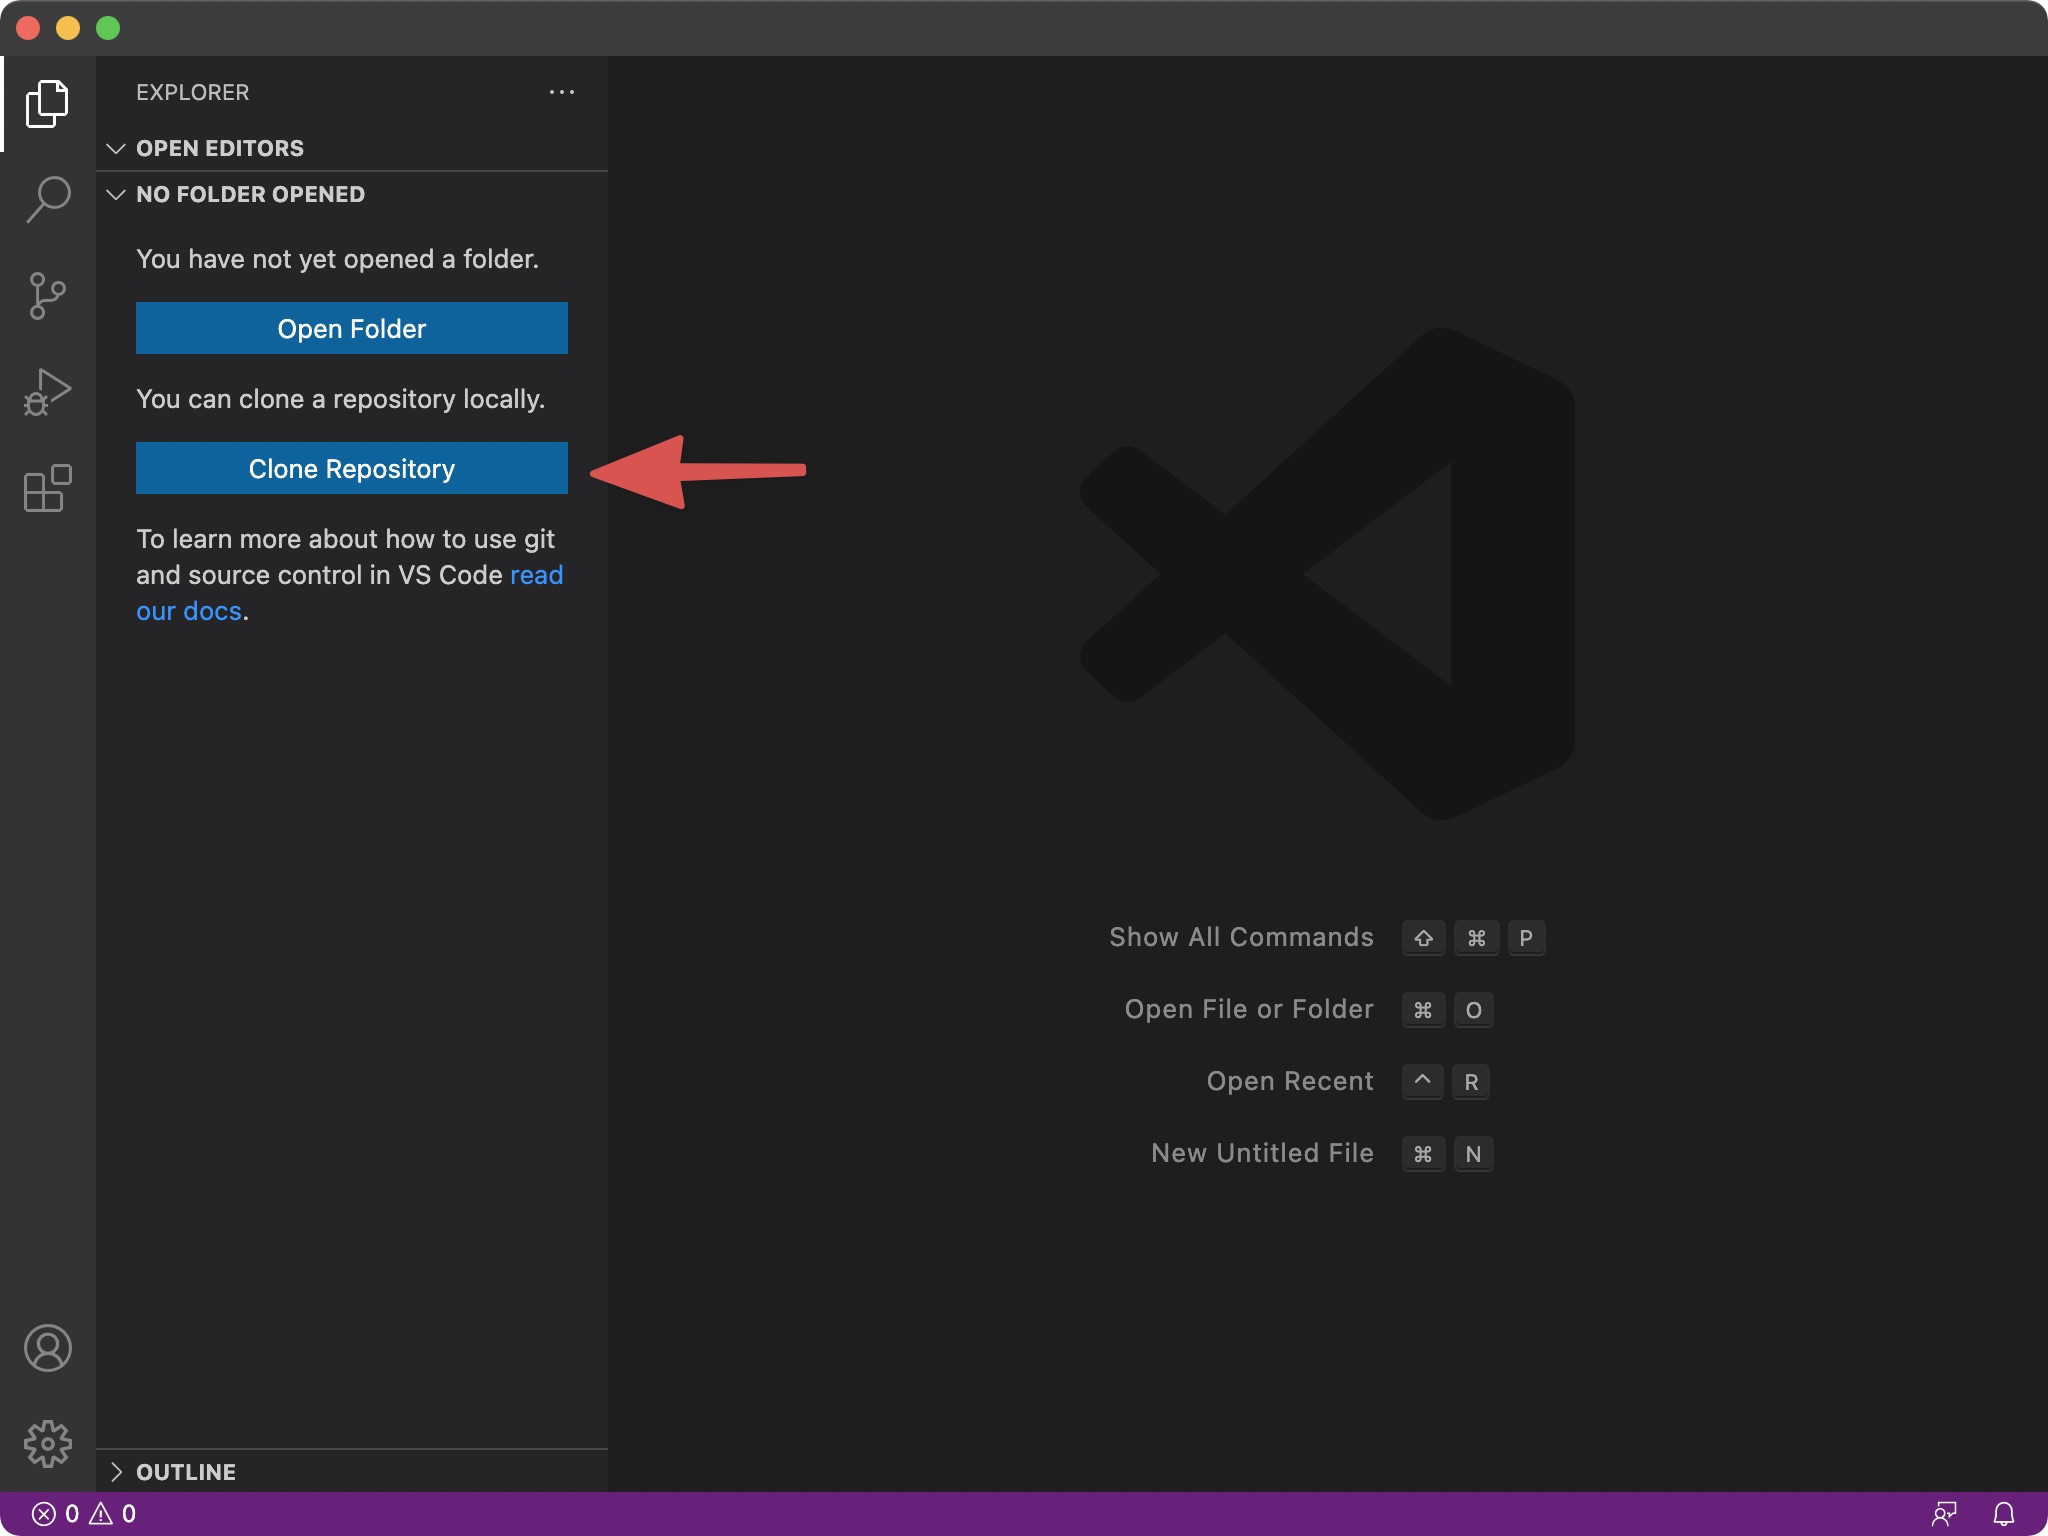 EXPLORER
OPEN EDITORS
NO FOLDER OPENED
You have not yet opened a folder.
Open Folder
You can clone a repository locally.
Clone Repository
To learn more about how to use git
and source control in VS Code read
our docs.
Show All Commands ⇧ ⌘ P
Open File or Folder ⌘ O
Open Recent ^ R
New Untitled File ⌘ N
OUTLINE
0 0